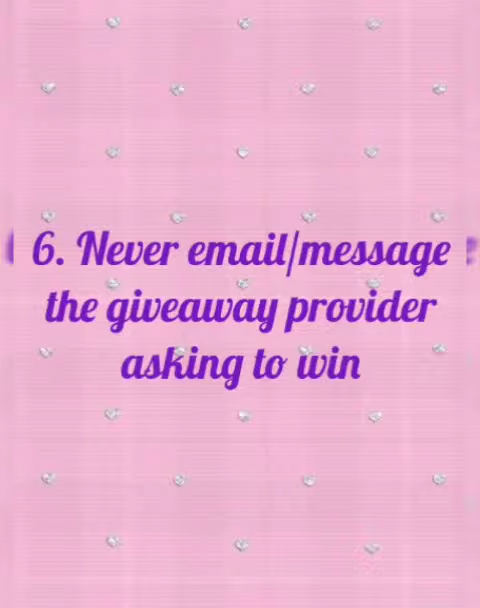 6. Never email/message
the giveaway provider
asking to win